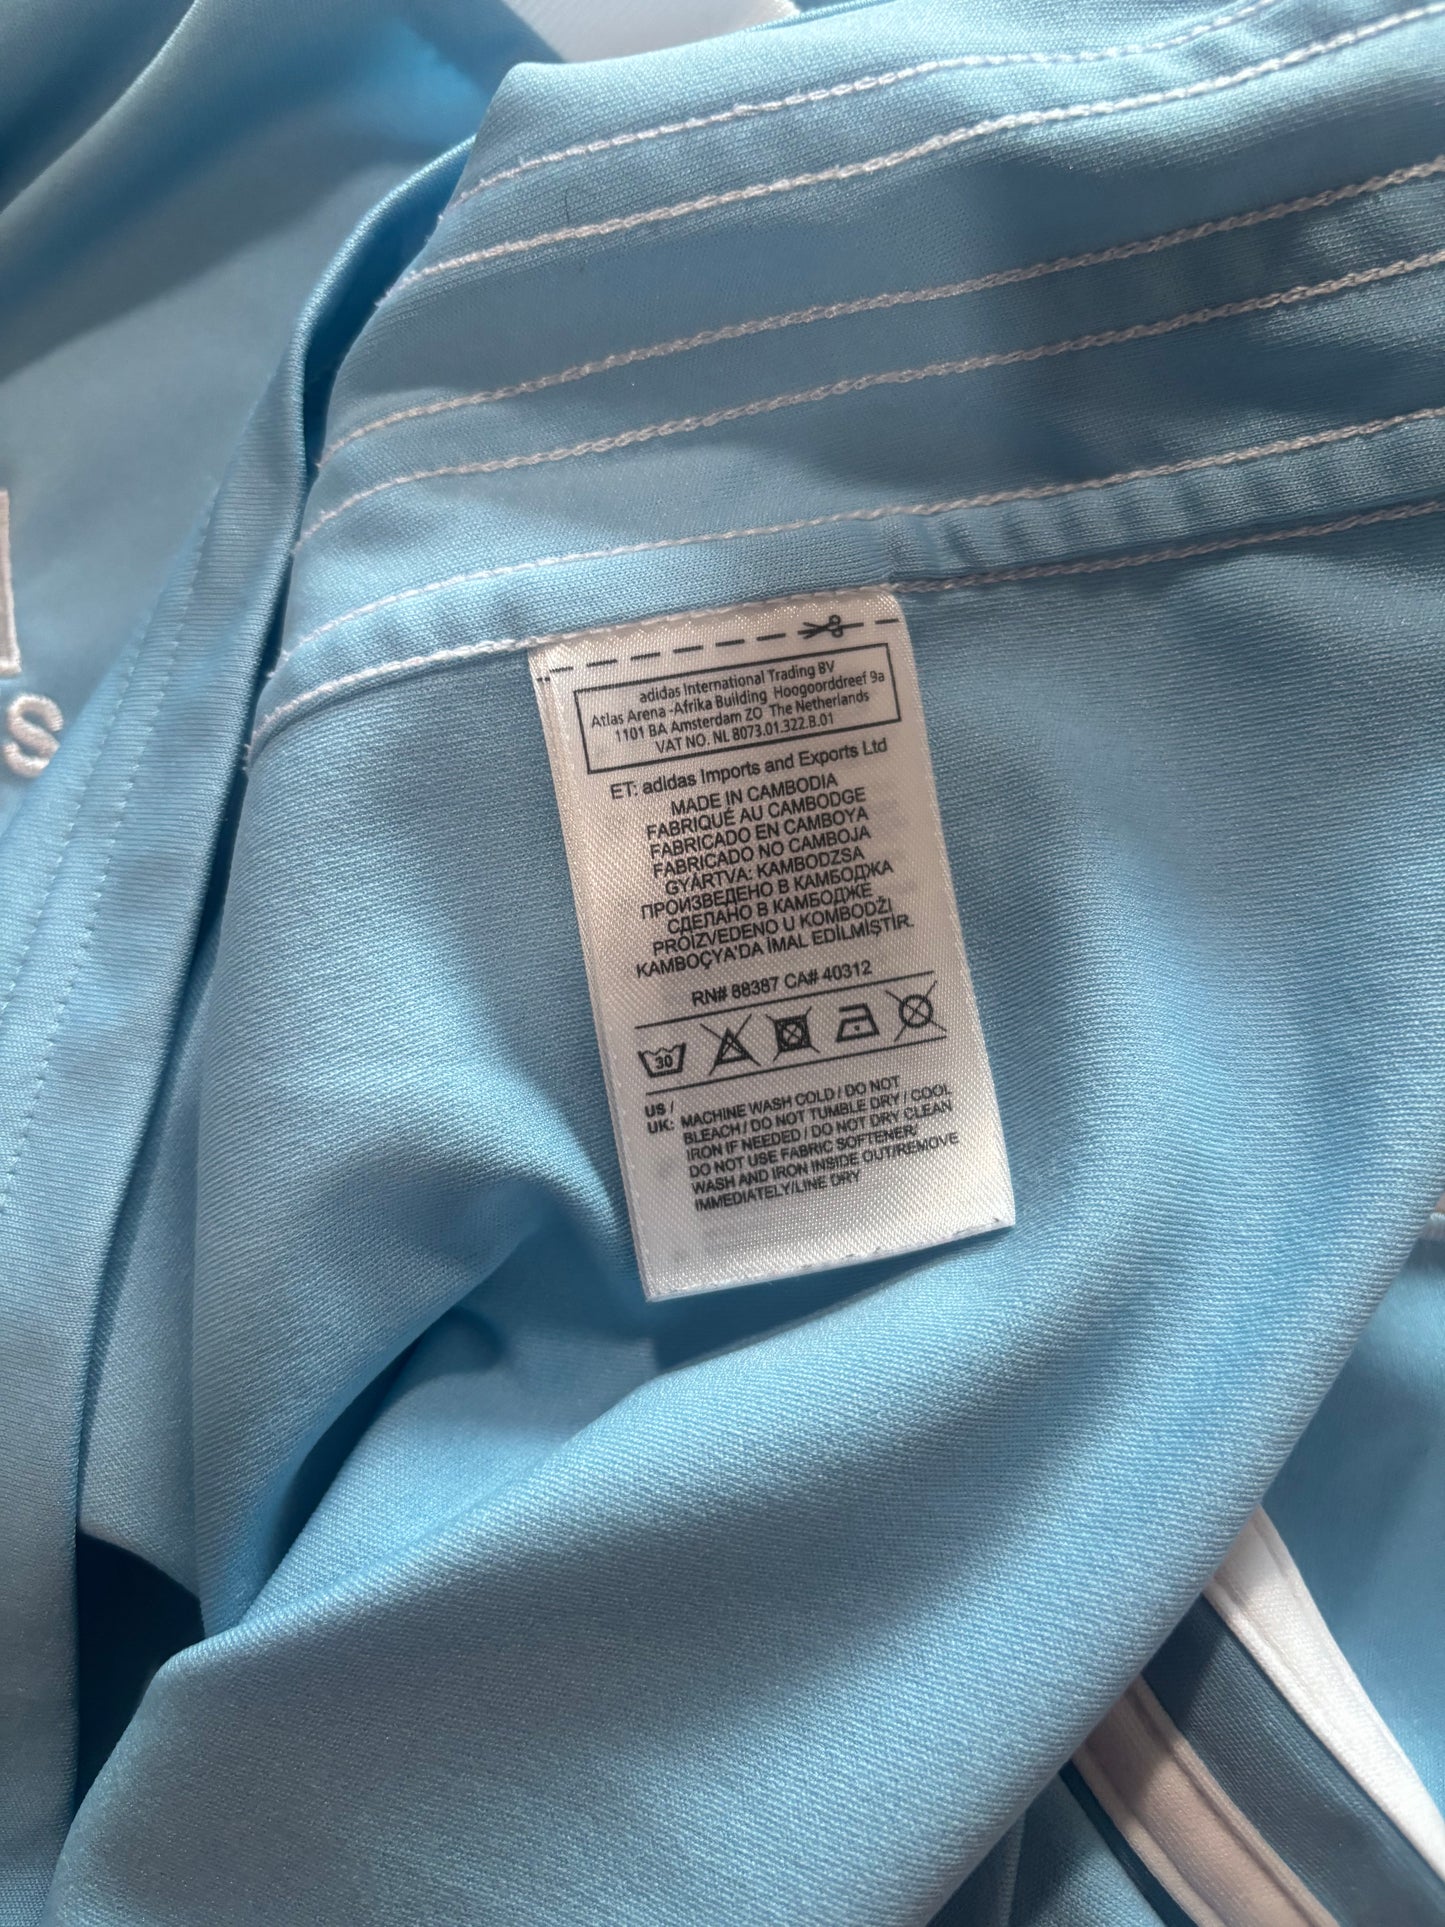 s
adidas International Trading BV
Atlas Arena -Afrika Building Hoogoorddreef 9a
1101 BA Amsterdam ZO The Netherlands
VAT NO. NL 8073.01.322.B.01
ET: adidas Imports and Exports Ltd
MADE IN CAMBODIA
FABRIQUÉ AU CAMBODGE
FABRICADO EN CAMBOYA
FABRICADO NO CAMBOJA
GYÁRTVA: KAMBODZSA
ПРОИЗВЕДЕНО В КАМБОДЖА
СДЕЛАНО В КАМБОДЖЕ
PROIZVEDENO U KOMBODŽI
KAMBOÇYA'DA İMAL EDİLMİŞTİR.
RN# 88387 CA# 40312
30
US /
UK:
MACHINE WASH COLD / DO NOT
BLEACH / DO NOT TUMBLE DRY / COOL
IRON IF NEEDED / DO NOT DRY CLEAN
DO NOT USE FABRIC SOFTENER/
WASH AND IRON INSIDE OUT/REMOVE
IMMEDIATELY/LINE DRY